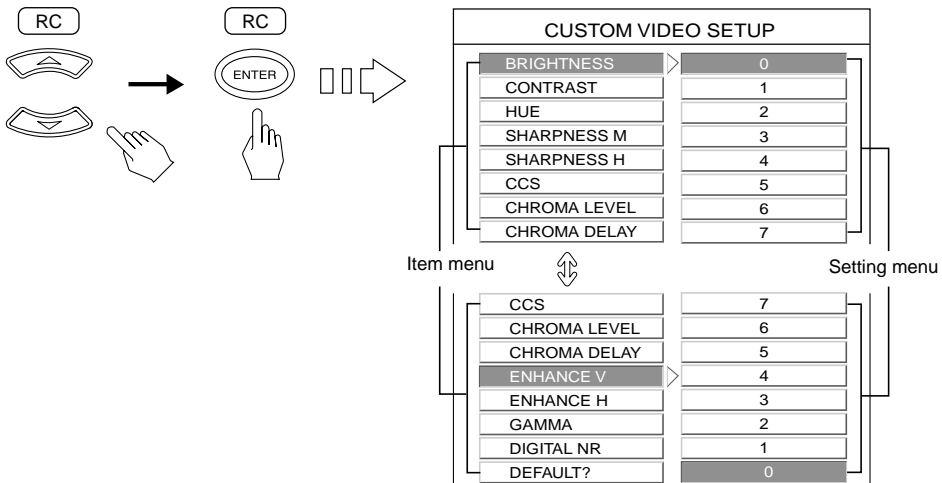 RC
RC
ENTER
CUSTOM VIDEO SETUP
BRIGHTNESS 0
CONTRAST 1
HUE 2
SHARPNESS M 3
SHARPNESS H 4
CCS 5
CHROMA LEVEL 6
CHROMA DELAY 7
Item menu
Setting menu
CCS 7
CHROMA LEVEL 6
CHROMA DELAY 5
ENHANCE V 4
ENHANCE H 3
GAMMA 2
DIGITAL NR 1
DEFAULT? 0